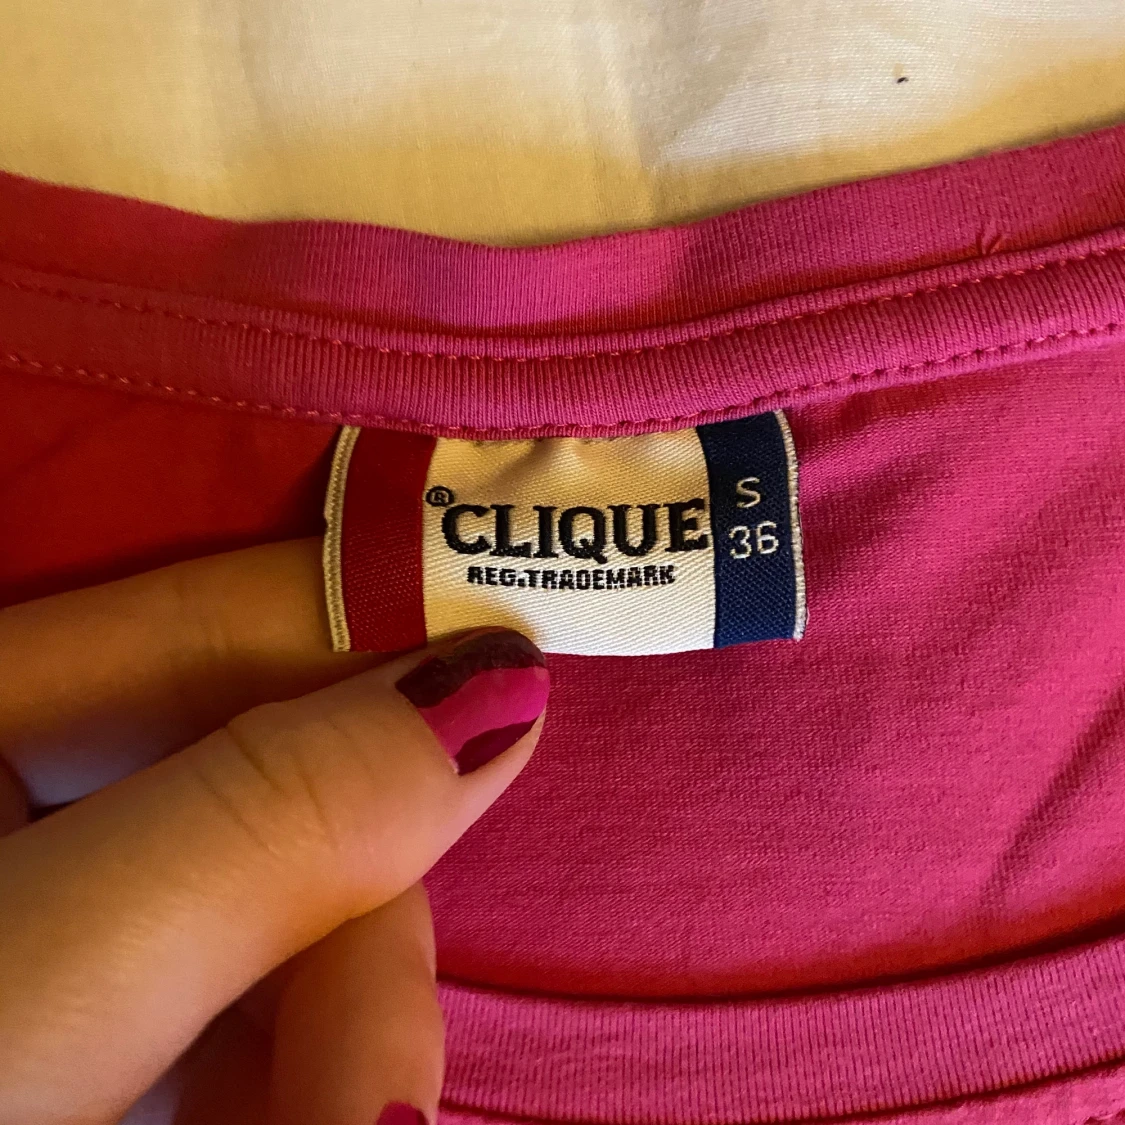 ® CLIQUE
REG.TRADEMARK
S
36